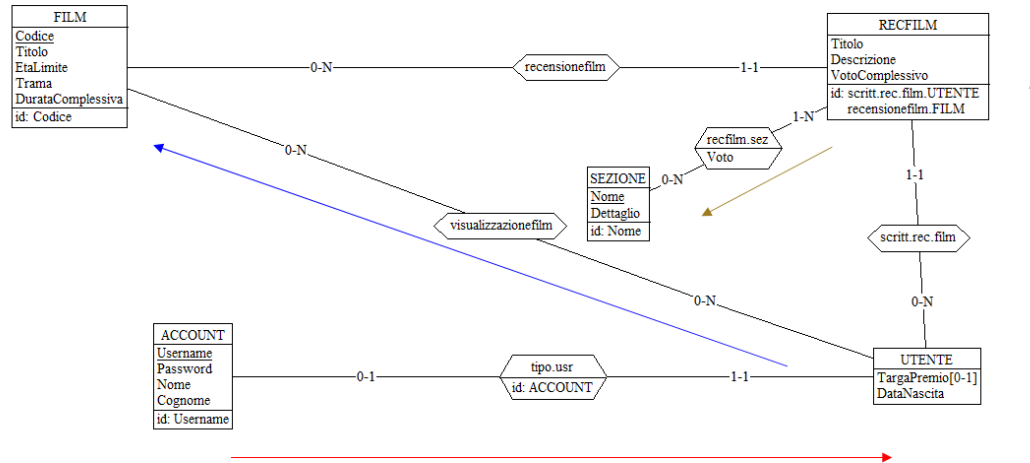 FILM
Codice
Titolo
EtaLimite
Trama
DurataComplessiva
id: Codice
0-N
recensionefilm
1-1
RECFILM
Titolo
Descrizione
VotoComplessivo
id: scritt.rec.film.UTENTE
recensionefilm.FILM
1-N
recfilm.sez
Voto
0-N
SEZIONE
Nome
Dettaglio
id: Nome
0-N
visualizzazionefilm
0-N
1-1
scritt.rec.film
0-N
ACCOUNT
Username
Password
Nome
Cognome
id: Username
0-1
tipo.usr
id: ACCOUNT
1-1
UTENTE
TargaPremio[0-1]
DataNascita